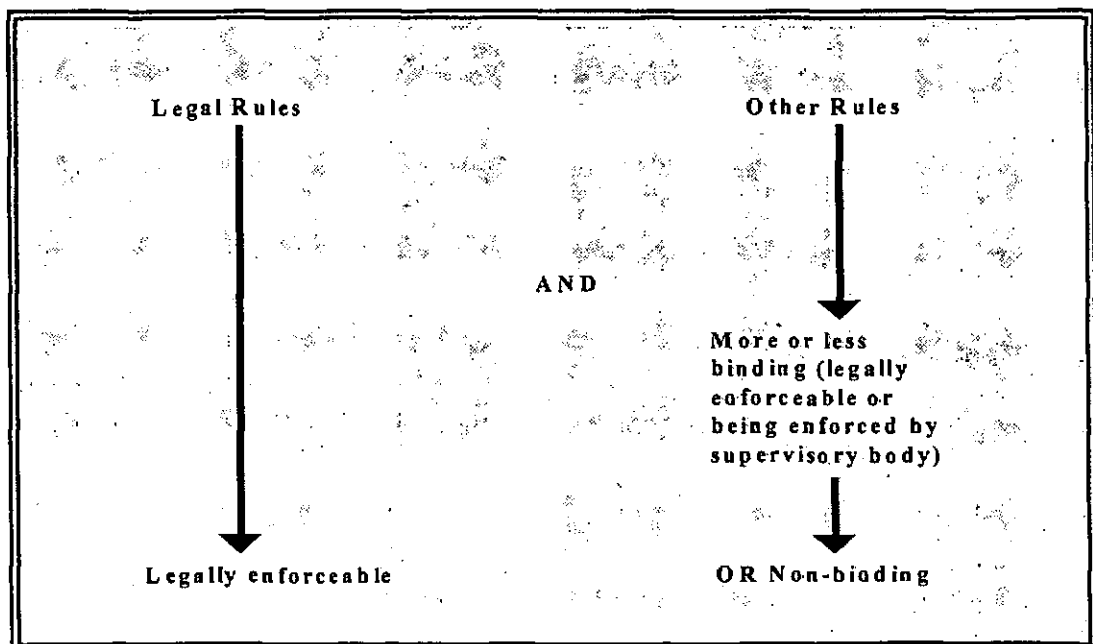 Legal Rules
Other Rules
AND
More or less
binding (legally
enforceable or
being enforced by
supervisory body)
Legally enforceable
OR Non-binding